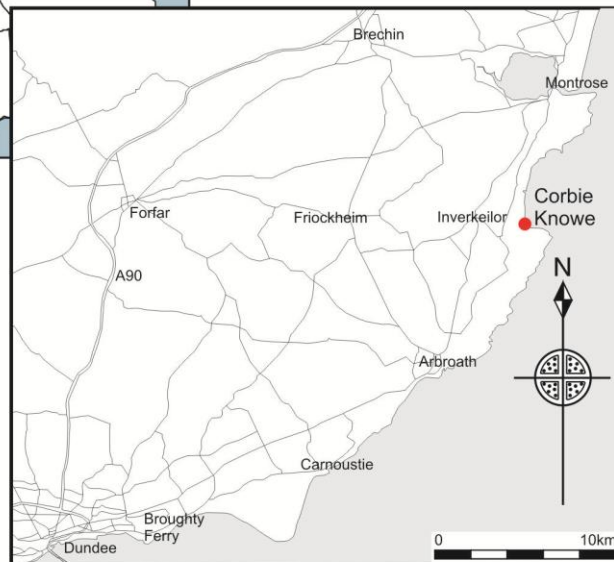 Brechin
Montrose
Corbie
Knowe
Forfar
Friockheim
Inverkeilor
N
A90
Arbroath
Carnoustie
Broughty
Ferry
Dundee
0 10km